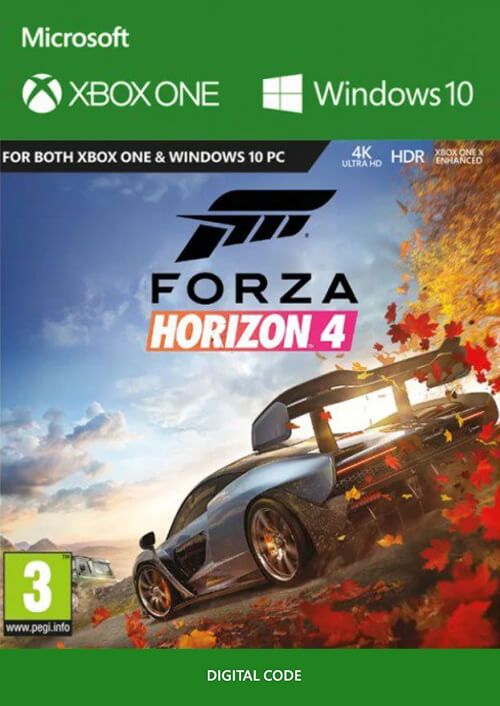 Microsoft
XBOX ONE
Windows 10
FOR BOTH XBOX ONE & WINDOWS 10 PC
4K
ULTRA HD
HDR
XBOX ONE X
ENHANCED
FORZA
HORIZON 4
3
www.pegi.info
DIGITAL CODE